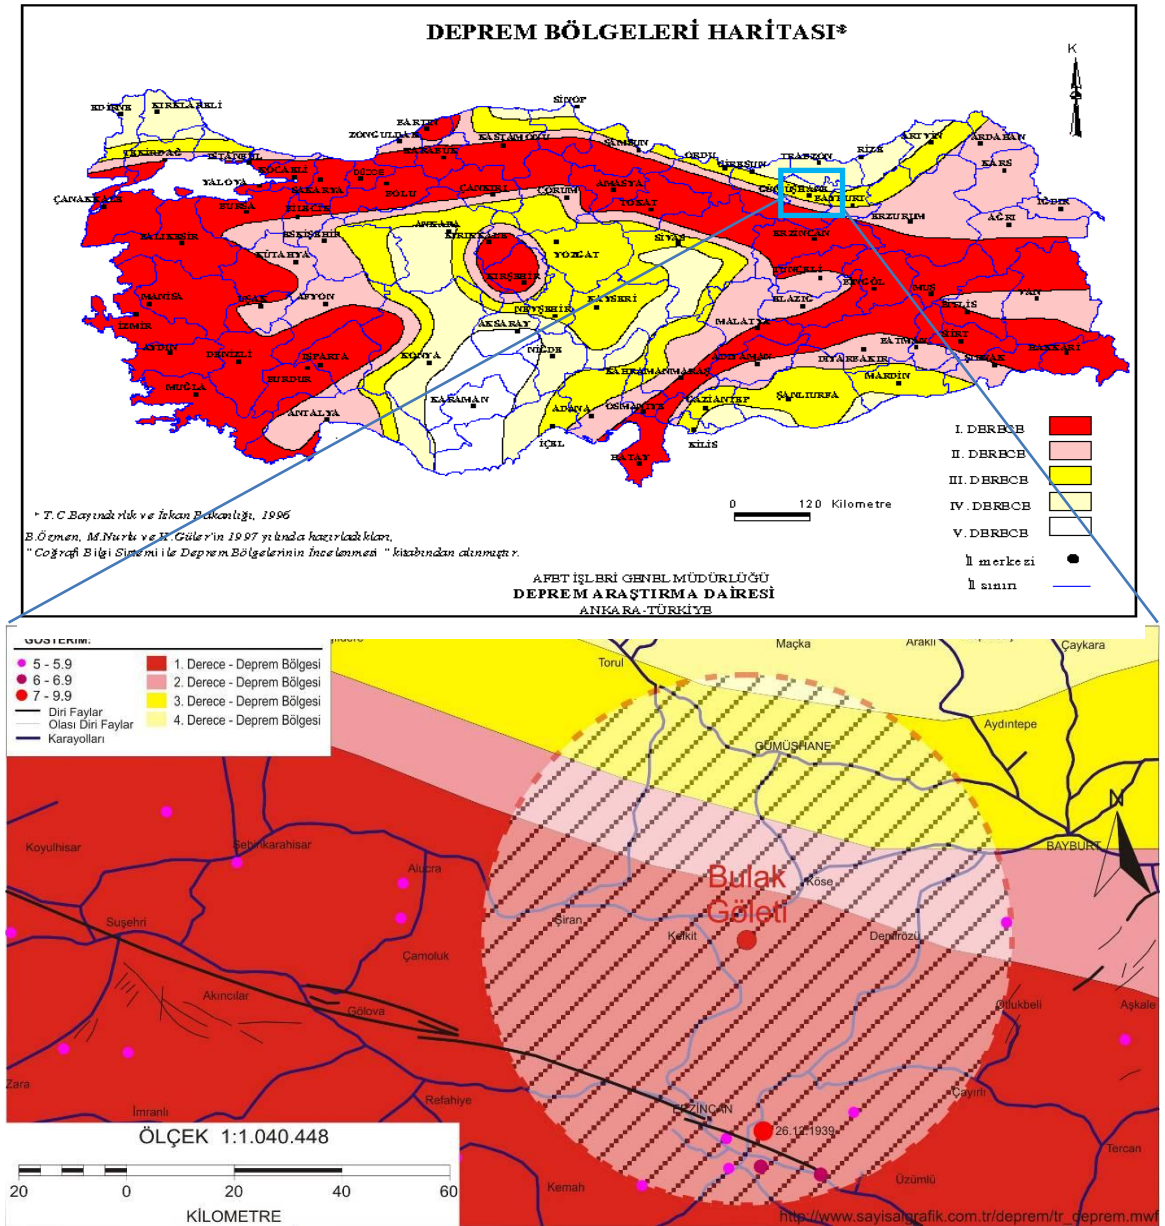 DEPREM BÖLGELERİ HARİTASI*
K
EDİRNE
KIRKLARELİ
TEKİRDAĞ
İSTANBUL
KOCAELİ
YALOVA
SAKARYA
DÜZCE
BOLU
ZONGULDAK
BARTIN
KARABÜK
KASTAMONU
SİNOP
SAMSUN
ÇANKIRI
ÇORUM
AMASYA
TOKAT
ORDU
GİRESUN
TRABZON
RİZE
ARTVİN
ARDAHAN
KARS
GÜMÜŞHANE
BAYBURT
ERZURUM
AĞRI
IĞDIR
ÇANAKKALE
BURSA
BİLECİK
BALIKESİR
ESKİŞEHİR
KÜTAHYA
ANKARA
KIRIKKALE
KIRŞEHİR
YOZGAT
SİVAS
ERZİNCAN
TUNCELİ
BİNGÖL
MUŞ
ELAZIĞ
BİTLİS
VAN
MANİSA
UŞAK
AFYON
İZMİR
AYDIN
DENİZLİ
ISPARTA
BURDUR
MUĞLA
ANTALYA
KONYA
AKSARAY
NEVŞEHİR
KAYSERİ
NİĞDE
KARAMAN
MALATYA
ADIYAMAN
KAHRAMANMARAŞ
DİYARBAKIR
BATMAN
SİİRT
ŞIRNAK
HAKKARİ
MARDİN
ŞANLIURFA
GAZİANTEP
KİLİS
ADANA
OSMANİYE
İÇEL
HATAY
I. DERECE
II. DERECE
III. DERECE
IV. DERECE
V. DERECE
İl merkezi
İl sınırı
0 120 Kilometre
* T.C.Bayındırlık ve İskan Bakanlığı, 1996
B.Özmen, M.Nurlu ve H.Güler'in 1997 yılında hazırladıkları,
"Coğrafi Bilgi Sistemi ile Deprem Bölgelerinin İncelenmesi " kitabından alınmıştır.
AFET İŞLERİ GENEL MÜDÜRLÜĞÜ
DEPREM ARAŞTIRMA DAİRESİ
ANKARA-TÜRKİYE
GÖSTERİM:
5 - 5.9
6 - 6.9
7 - 9.9
Diri Faylar
Olası Diri Faylar
Karayolları
1. Derece - Deprem Bölgesi
2. Derece - Deprem Bölgesi
3. Derece - Deprem Bölgesi
4. Derece - Deprem Bölgesi
Torul
Maçka
Araklı
Çaykara
Aydıntepe
GÜMÜŞHANE
N
BAYBURT
Koyulhisar
Şebinkarahisar
Alucra
Bulak
Göleti
Köse
Şiran
Kelkit
Demirözü
Suşehri
Çamoluk
Akıncılar
Gölova
Otlukbeli
Aşkale
Zara
İmranlı
Refahiye
ERZİNCAN
26.12.1939
Çayırlı
Tercan
Kemah
Üzümlü
ÖLÇEK 1:1.040.448
20 0 20 40 60
KİLOMETRE
http://www.sayisalgrafik.com.tr/deprem/tr_deprem.mwf